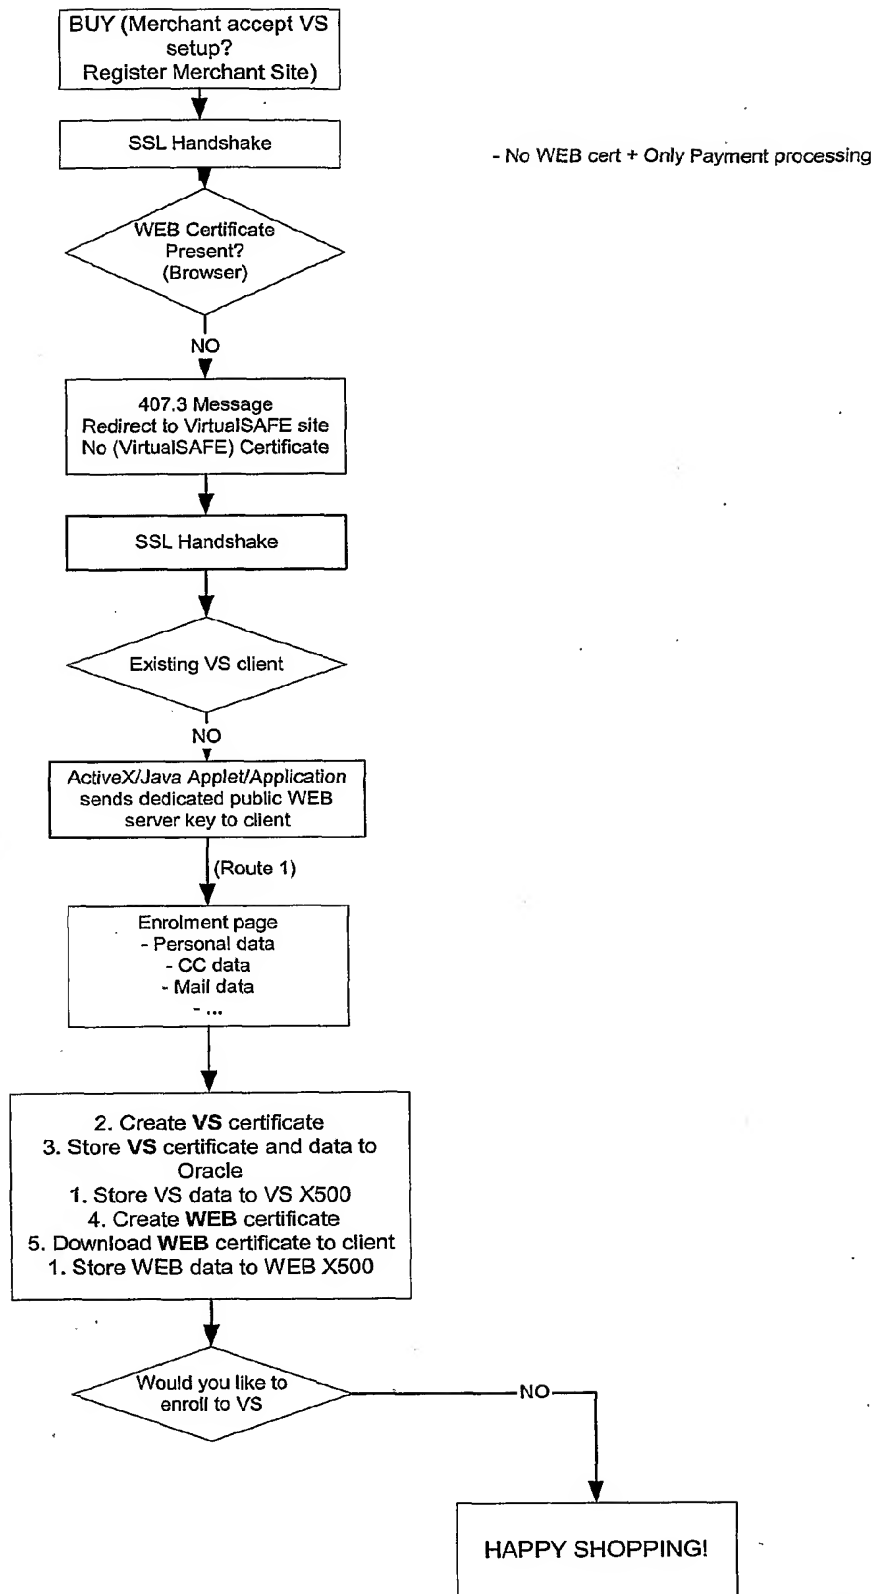 BUY (Merchant accept VS
setup?
Register Merchant Site)
SSL Handshake
- No WEB cert + Only Payment processing
WEB Certificate
Present?
(Browser)
NO
407.3 Message
Redirect to VirtualSAFE site
No (VirtualSAFE) Certificate
SSL Handshake
Existing VS client
NO
ActiveX/Java Applet/Application
sends dedicated public WEB
server key to client
(Route 1)
Enrolment page
- Personal data
- CC data
- Mail data
- ...
2. Create VS certificate
3. Store VS certificate and data to
Oracle
1. Store VS data to VS X500
4. Create WEB certificate
5. Download WEB certificate to client
1. Store WEB data to WEB X500
Would you like to
enroll to VS
NO
HAPPY SHOPPING!